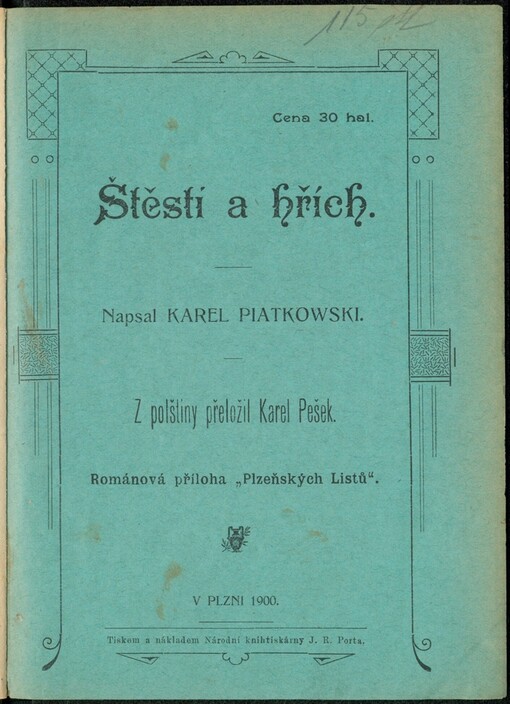 Cena 30 hal.
Štěstí a hřích.
Napsal KAREL PIATKOWSKI.
Z polštiny přeložil Karel Pešek.
Románová příloha „Plzeňských Listů“.
V PLZNI 1900.
Tiskem a nákladem Národní knihtiskárny J. R. Porta.